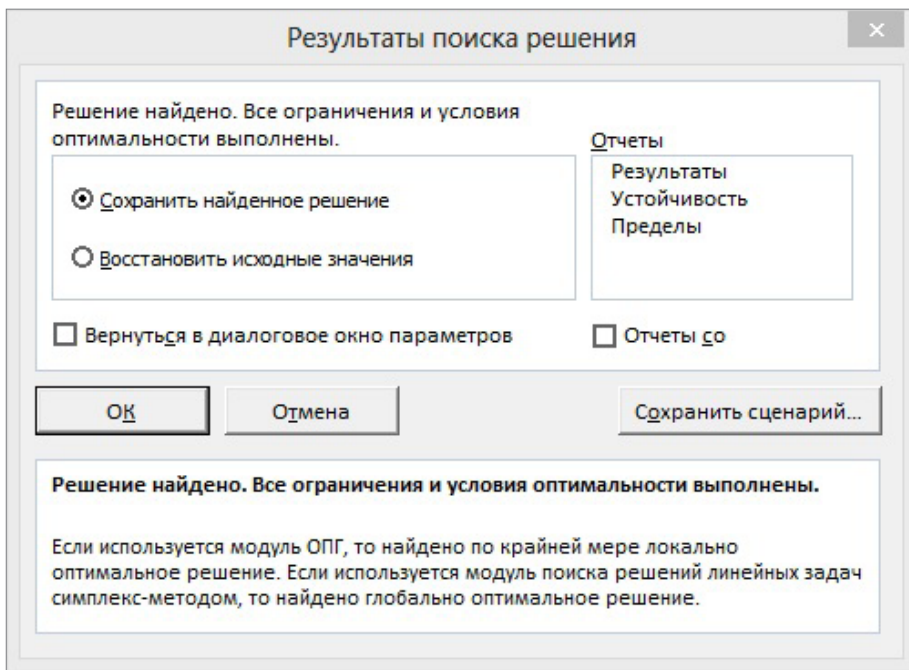 Результаты поиска решения
Решение найдено. Все ограничения и условия
оптимальности выполнены.
Отчеты
Сохранить найденное решение
Восстановить исходные значения
Результаты
Устойчивость
Пределы
Вернуться в диалоговое окно параметров
Отчеты со
ОК
Отмена
Сохранить сценарий...
Решение найдено. Все ограничения и условия оптимальности выполнены.
Если используется модуль ОПГ, то найдено по крайней мере локально
оптимальное решение. Если используется модуль поиска решений линейных задач
симплекс-методом, то найдено глобально оптимальное решение.